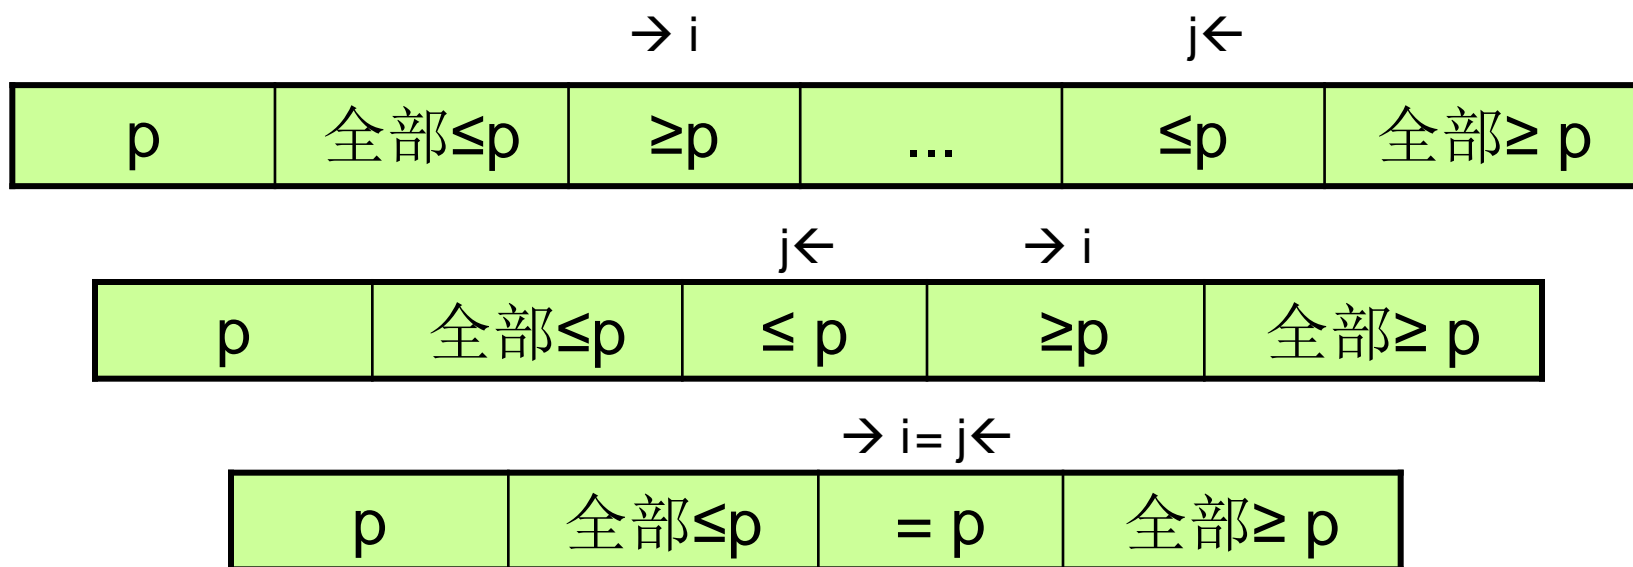 → i j←
p 全部≤p ≥p ... ≤p 全部≥ p
j← → i
p 全部≤p ≤ p ≥p 全部≥ p
→ i= j←
p 全部≤p = p 全部≥ p